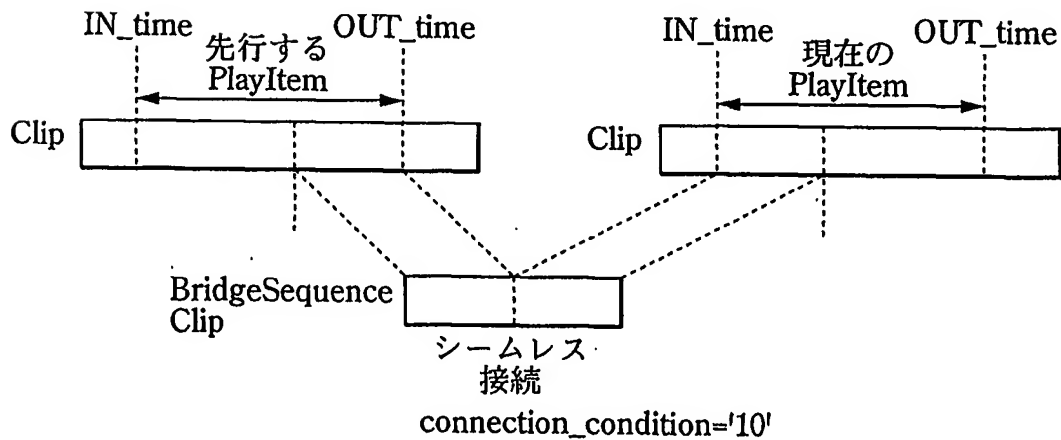 IN_time
先行する
PlayItem
OUT_time
IN_time
現在の
PlayItem
OUT_time
Clip
Clip
BridgeSequence
Clip
シームレス
接続
connection_condition='10'